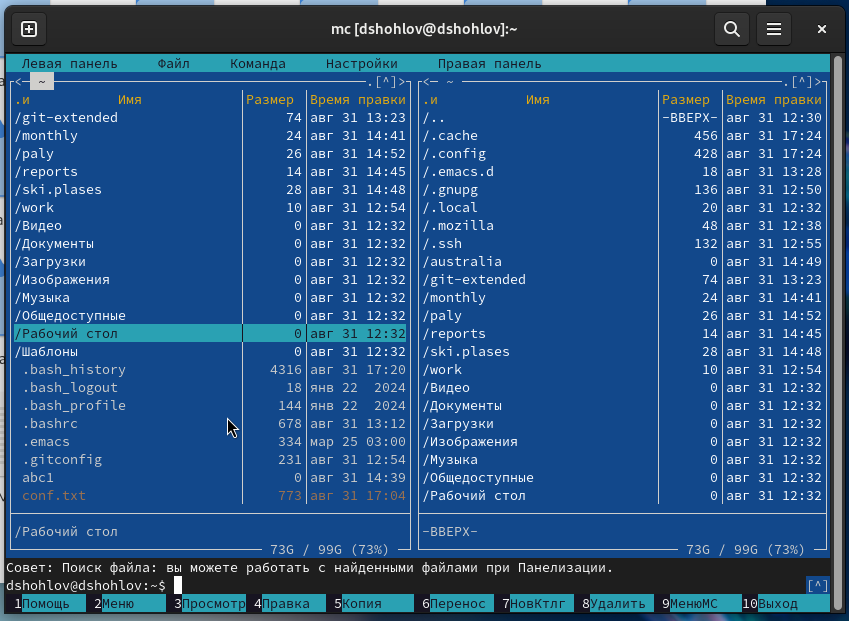 mc [dshohlov@dshohlov]:~
Левая панель Файл Команда Настройки Правая панель
<─ ~ .[^]> <─ ~ .[^]>
.и Имя Размер Время правки .и Имя Размер Время правки
/git-extended 74 авг 31 13:23 /.. -ВВЕРХ- авг 31 12:30
/monthly 24 авг 31 14:41 /.cache 456 авг 31 17:24
/paly 26 авг 31 14:52 /.config 428 авг 31 17:24
/reports 14 авг 31 14:45 /.emacs.d 18 авг 31 13:28
/ski.plases 28 авг 31 14:48 /.gnupg 136 авг 31 12:50
/work 10 авг 31 12:54 /.local 20 авг 31 12:32
/Видео 0 авг 31 12:32 /.mozilla 48 авг 31 12:38
/Документы 0 авг 31 12:32 /.ssh 132 авг 31 12:55
/Загрузки 0 авг 31 12:32 /australia 0 авг 31 14:49
/Изображения 0 авг 31 12:32 /git-extended 74 авг 31 13:23
/Музыка 0 авг 31 12:32 /monthly 24 авг 31 14:41
/Общедоступные 0 авг 31 12:32 /paly 26 авг 31 14:52
/Рабочий стол 0 авг 31 12:32 /reports 14 авг 31 14:45
/Шаблоны 0 авг 31 12:32 /ski.plases 28 авг 31 14:48
.bash_history 4316 авг 31 17:20 /work 10 авг 31 12:54
.bash_logout 18 янв 22 2024 /Видео 0 авг 31 12:32
.bash_profile 144 янв 22 2024 /Документы 0 авг 31 12:32
.bashrc 678 авг 31 13:12 /Загрузки 0 авг 31 12:32
.emacs 334 мар 25 03:00 /Изображения 0 авг 31 12:32
.gitconfig 231 авг 31 12:54 /Музыка 0 авг 31 12:32
abc1 0 авг 31 14:39 /Общедоступные 0 авг 31 12:32
conf.txt 773 авг 31 17:04 /Рабочий стол 0 авг 31 12:32
/Рабочий стол -ВВЕРХ-
73G / 99G (73%) 73G / 99G (73%)
Совет: Поиск файла: вы можете работать с найденными файлами при Панелизации.
dshohlov@dshohlov:~$ [^]
1Помощь 2Меню 3Просмотр 4Правка 5Копия 6Перенос 7НовКтлг 8Удалить 9МенюMC 10Выход